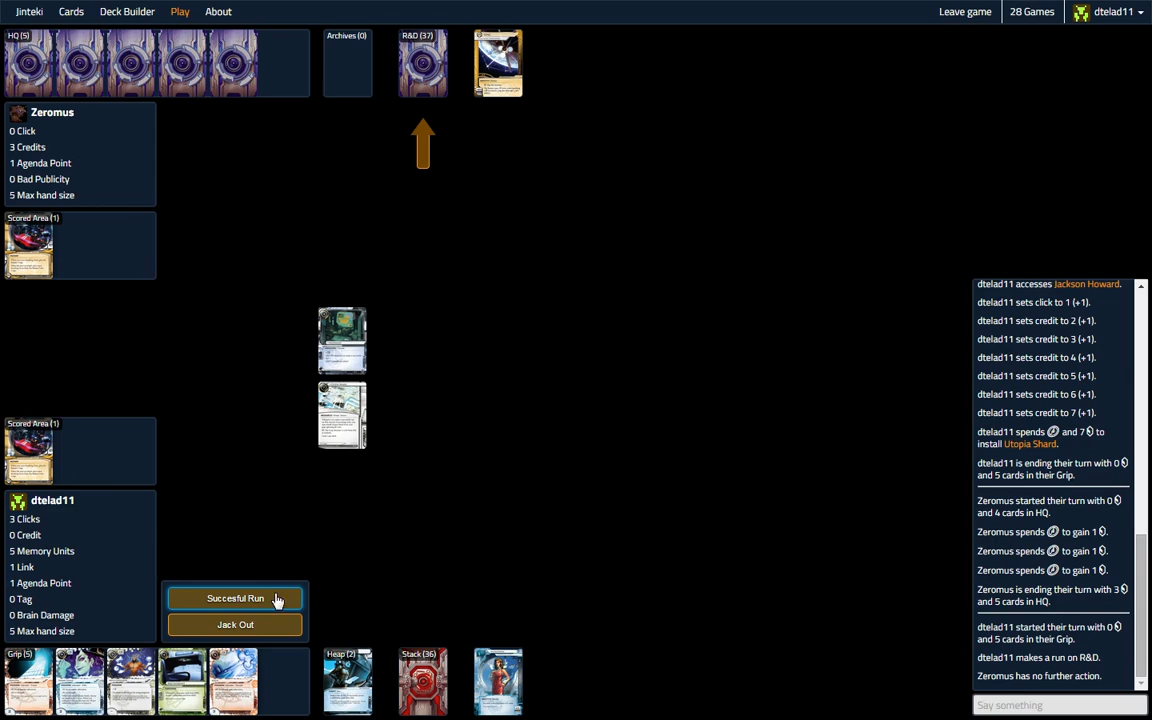 Jinteki Cards Deck Builder Play About Leave game 28 Games dtelad11
HQ (5) Archives (0) R&D (37)
Zeromus
0 Click
3 Credits
1 Agenda Point
0 Bad Publicity
5 Max hand size
Scored Area (1)
Scored Area (1)
dtelad11
3 Clicks
0 Credit
5 Memory Units
1 Link
1 Agenda Point
0 Tag
0 Brain Damage
5 Max hand size
Succesful Run
Jack Out
Grip (5) Heap (2) Stack (36)
dtelad11 accesses Jackson Howard.
dtelad11 sets click to 1 (+1).
dtelad11 sets credit to 2 (+1).
dtelad11 sets credit to 3 (+1).
dtelad11 sets credit to 4 (+1).
dtelad11 sets credit to 5 (+1).
dtelad11 sets credit to 6 (+1).
dtelad11 sets credit to 7 (+1).
dtelad11 spends and 7 to
install Utopia Shard.
dtelad11 is ending their turn with 0
and 5 cards in their Grip.
Zeromus started their turn with 0
and 4 cards in HQ.
Zeromus spends to gain 1 .
Zeromus spends to gain 1 .
Zeromus spends to gain 1 .
Zeromus is ending their turn with 3
and 5 cards in HQ.
dtelad11 started their turn with 0
and 5 cards in their Grip.
dtelad11 makes a run on R&D.
Zeromus has no further action.
Say something